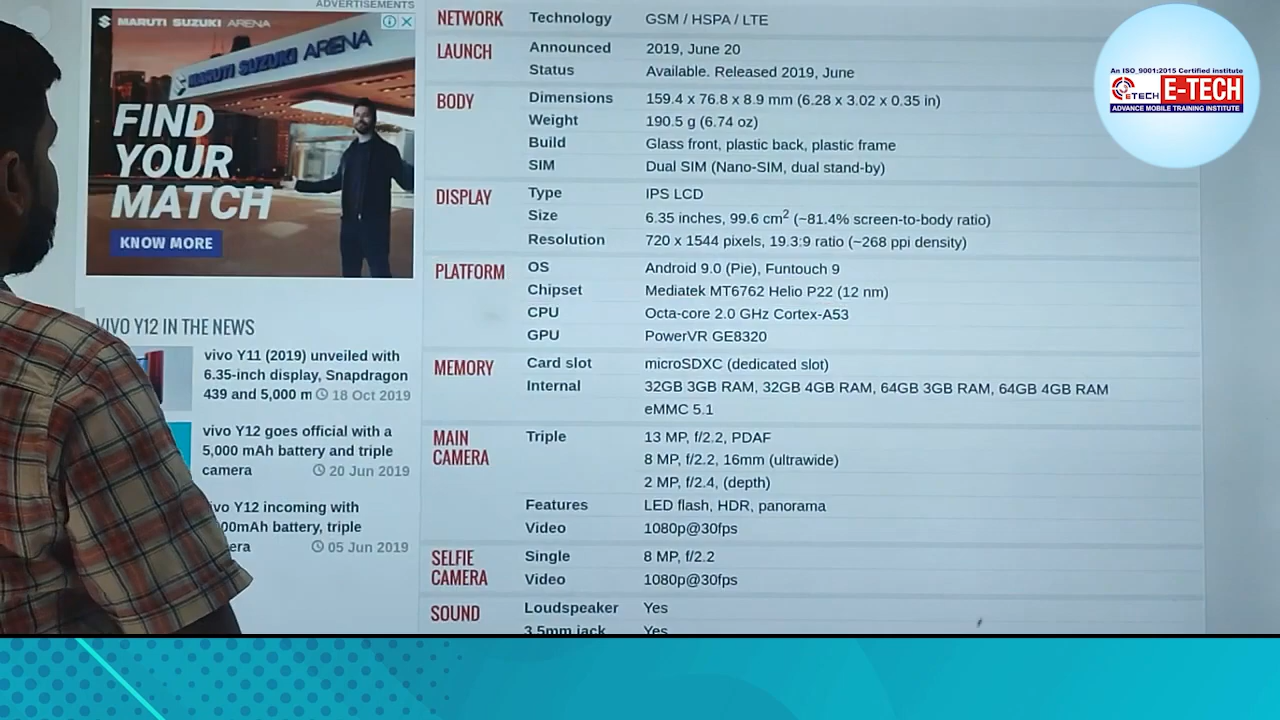 ADVERTISEMENTS
MARUTI SUZUKI ARENA
MARUTI SUZUKI ARENA
FIND
YOUR
MATCH
KNOW MORE
VIVO Y12 IN THE NEWS
vivo Y11 (2019) unveiled with
6.35-inch display, Snapdragon
439 and 5,000 m 18 Oct 2019
vivo Y12 goes official with a
5,000 mAh battery and triple
camera 20 Jun 2019
ivo Y12 incoming with
00mAh battery, triple
era 05 Jun 2019
NETWORK Technology GSM / HSPA / LTE
LAUNCH Announced 2019, June 20
Status Available. Released 2019, June
BODY Dimensions 159.4 x 76.8 x 8.9 mm (6.28 x 3.02 x 0.35 in)
Weight 190.5 g (6.74 oz)
Build Glass front, plastic back, plastic frame
SIM Dual SIM (Nano-SIM, dual stand-by)
DISPLAY Type IPS LCD
Size 6.35 inches, 99.6 cm2 (~81.4% screen-to-body ratio)
Resolution 720 x 1544 pixels, 19.3:9 ratio (~268 ppi density)
PLATFORM OS Android 9.0 (Pie), Funtouch 9
Chipset Mediatek MT6762 Helio P22 (12 nm)
CPU Octa-core 2.0 GHz Cortex-A53
GPU PowerVR GE8320
MEMORY Card slot microSDXC (dedicated slot)
Internal 32GB 3GB RAM, 32GB 4GB RAM, 64GB 3GB RAM, 64GB 4GB RAM
eMMC 5.1
MAIN CAMERA Triple 13 MP, f/2.2, PDAF
8 MP, f/2.2, 16mm (ultrawide)
2 MP, f/2.4, (depth)
Features LED flash, HDR, panorama
Video 1080p@30fps
SELFIE CAMERA Single 8 MP, f/2.2
Video 1080p@30fps
SOUND Loudspeaker Yes
3.5mm jack Yes
An ISO_9001:2015 Certified institute
ETECH E-TECH
ADVANCE MOBILE TRAINING INSTITUTE